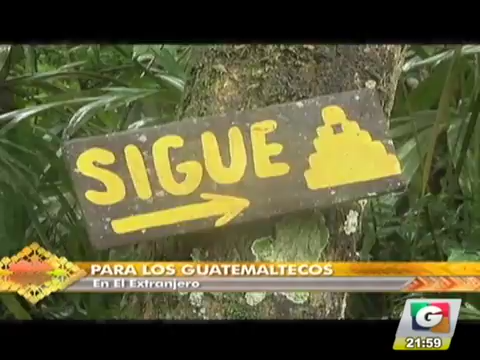 SIGUE
PARA LOS GUATEMALTECOS
En El Extranjero
G
21:59